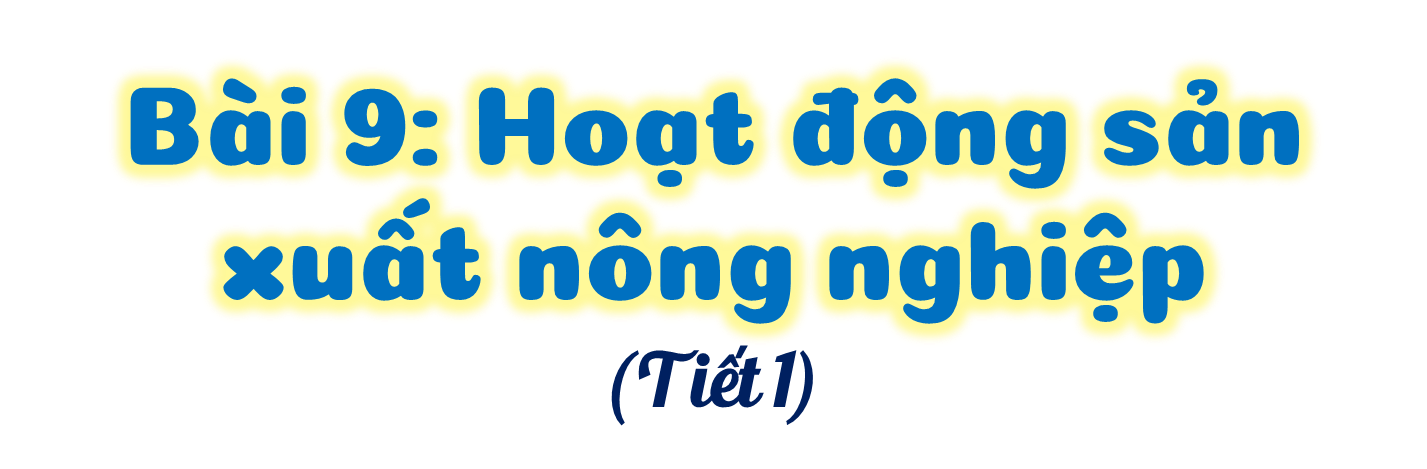 Bài 9: Hoạt động sản
xuất nông nghiệp
(Tiết 1)